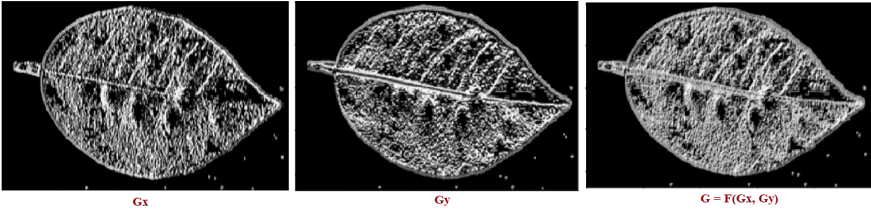 Gx
Gy
G = F(Gx, Gy)